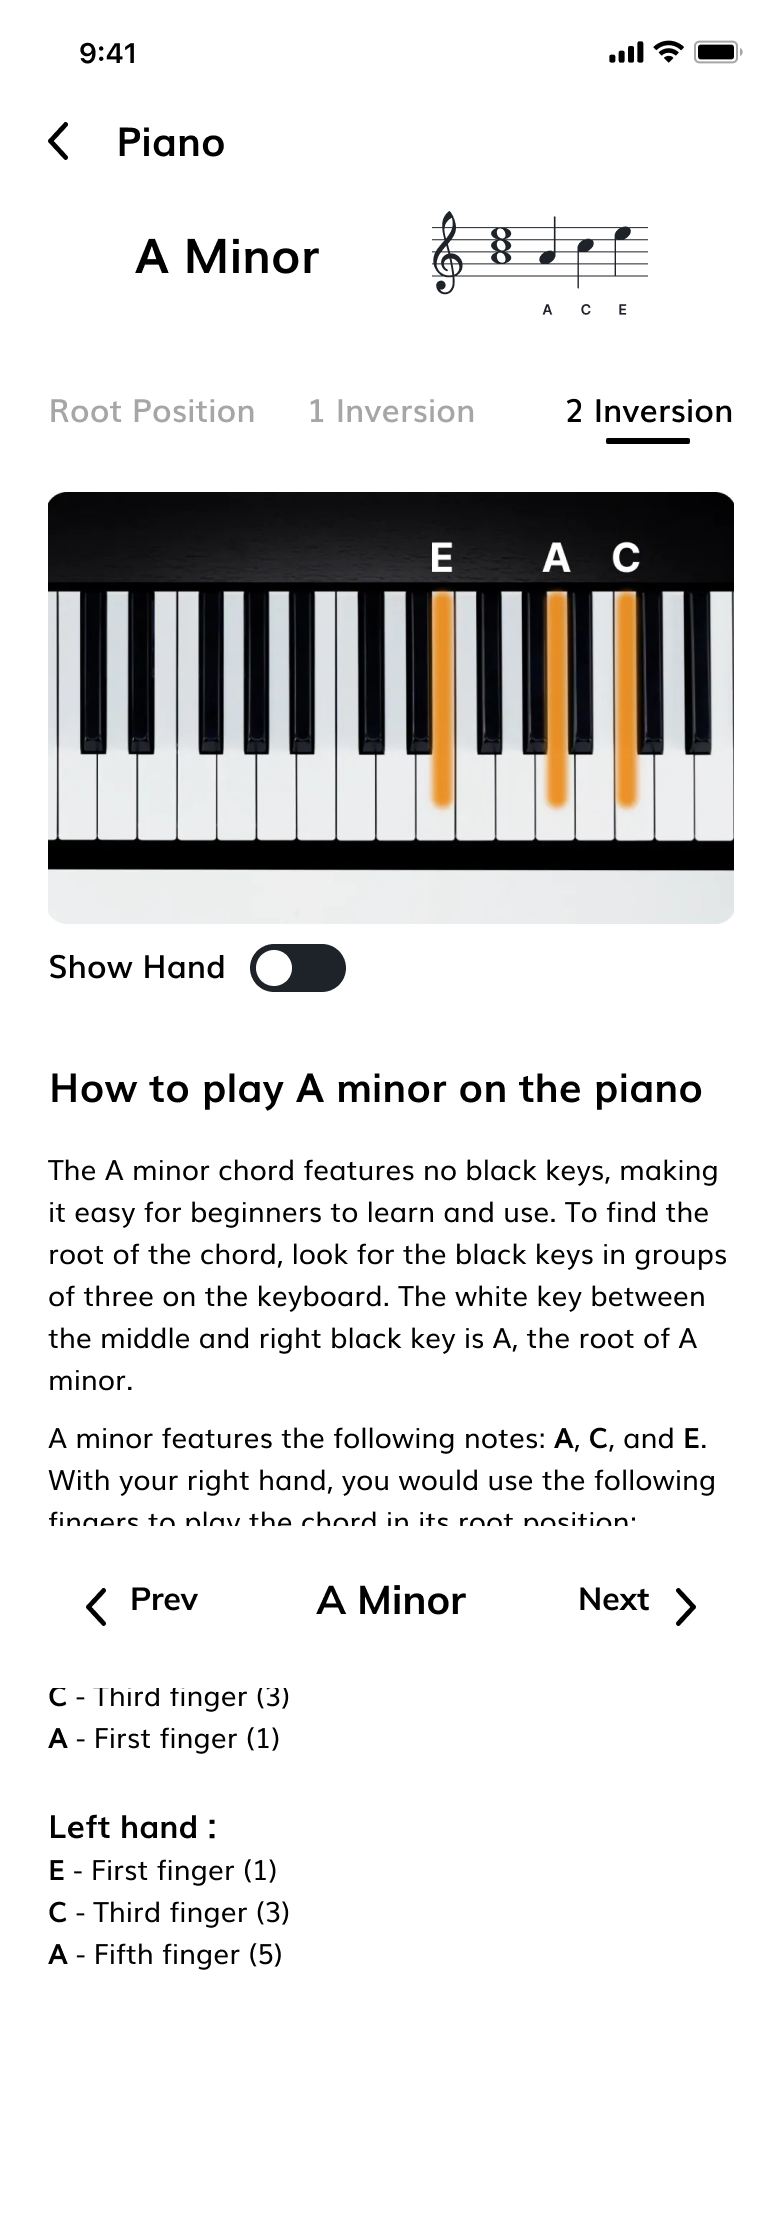 9:41
Piano
A Minor
A C E
Root Position 1 Inversion 2 Inversion
E A C
Show Hand
How to play A minor on the piano
The A minor chord features no black keys, making
it easy for beginners to learn and use. To find the
root of the chord, look for the black keys in groups
of three on the keyboard. The white key between
the middle and right black key is A, the root of A
minor.
A minor features the following notes: A, C, and E.
With your right hand, you would use the following
fingers to play the chord in its root position:
Prev A Minor Next
C - Third finger (3)
A - First finger (1)
Left hand :
E - First finger (1)
C - Third finger (3)
A - Fifth finger (5)